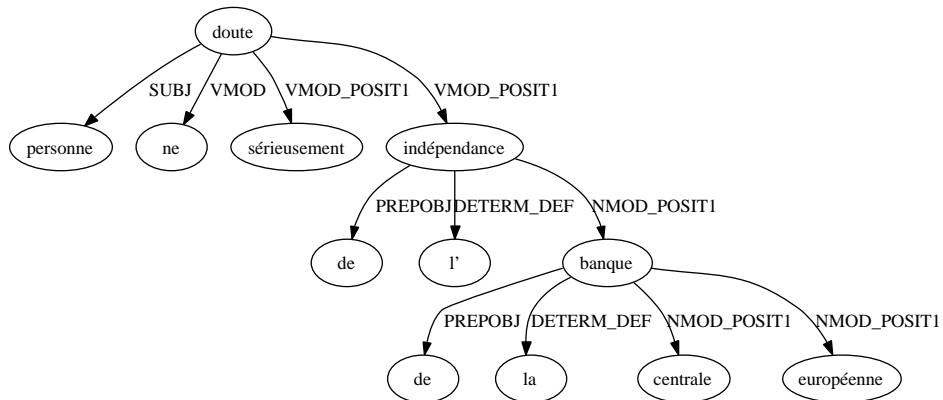 doute
SUBJ VMOD VMOD_POSIT1 VMOD_POSIT1
personne ne sérieusement indépendance
PREPOBJ DETERM_DEF NMOD_POSIT1
de l' banque
PREPOBJ DETERM_DEF NMOD_POSIT1 NMOD_POSIT1
de la centrale européenne